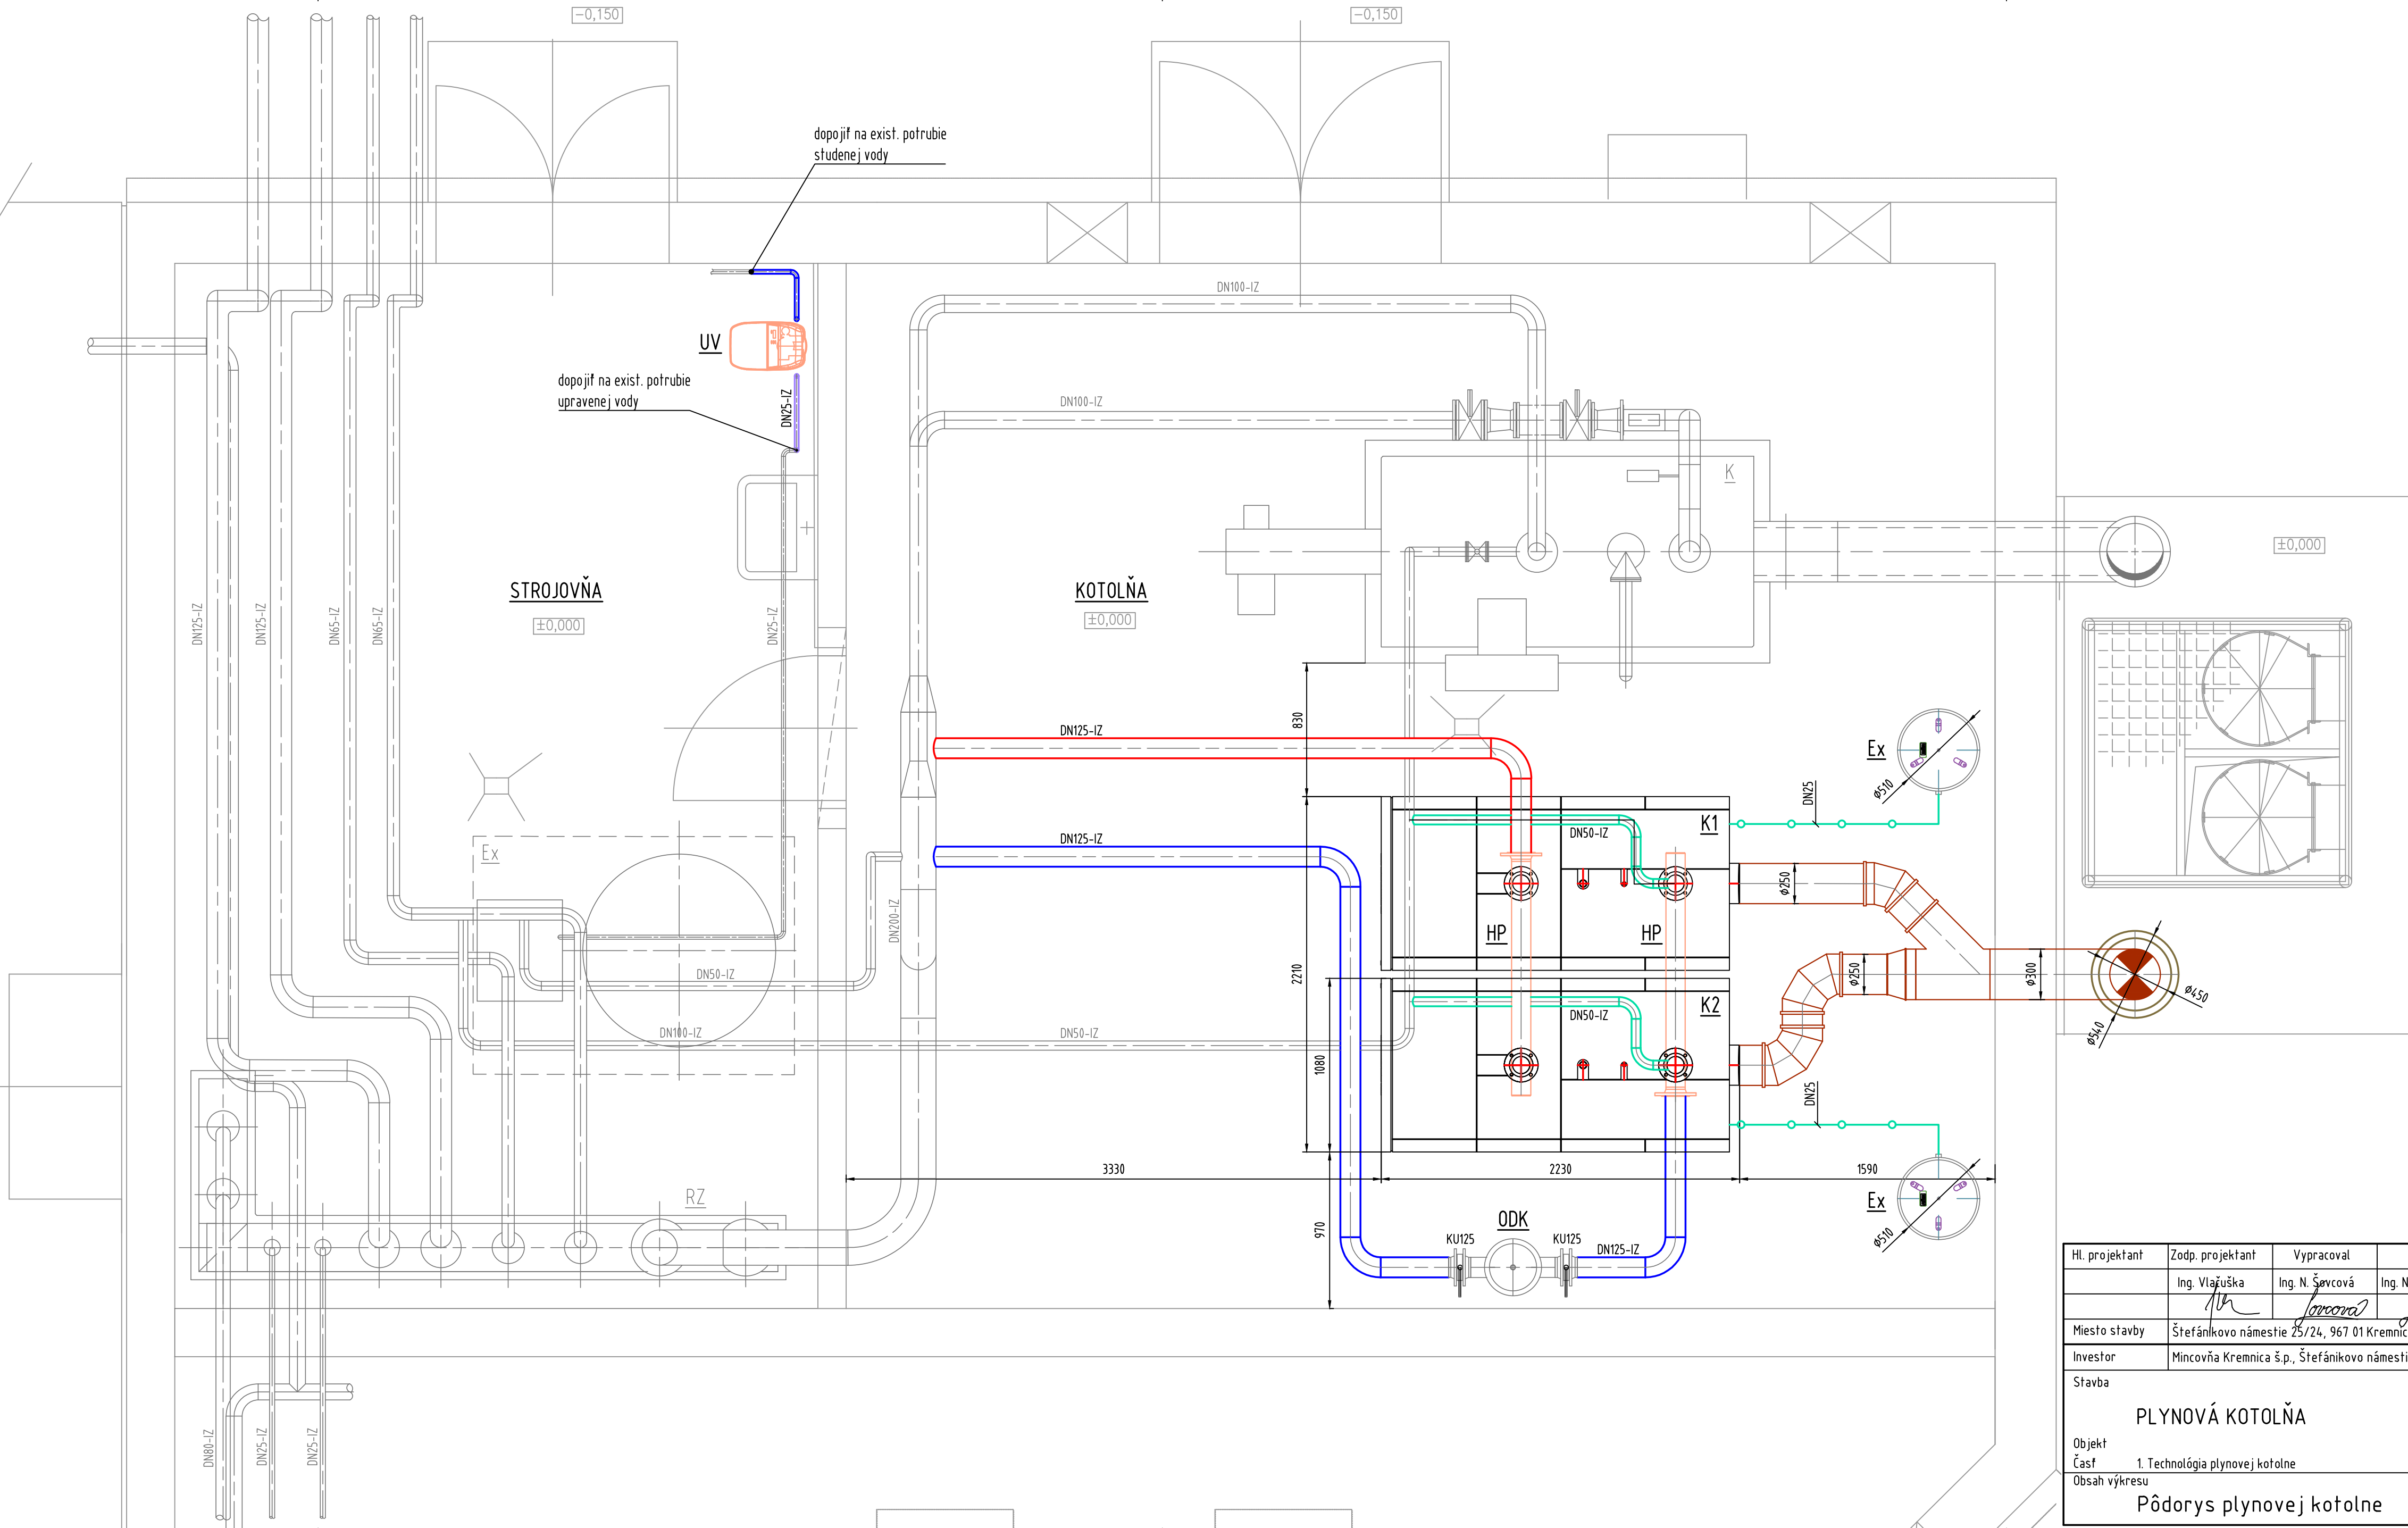 -0,150
-0,150
dopojiť na exist. potrubie
studenej vody
DN100-IZ
UV
dopojiť na exist. potrubie
upravenej vody
DN25-IZ
DN100-IZ
K
±0,000
STROJOVŇA
±0,000
KOTOLŇA
±0,000
DN125-IZ
DN125-IZ
DN65-IZ
DN65-IZ
DN25-IZ
830
DN125-IZ
Ex
ø510
DN25
DN50-IZ
K1
DN125-IZ
Ex
ø250
DN200-IZ
HP
HP
DN50-IZ
2210
ø250
ø300
ø450
ø540
DN50-IZ
K2
DN100-IZ
DN50-IZ
1080
DN25
3330
2230
1590
RZ
970
ODK
KU125
KU125
DN125-IZ
Ex
ø510
DN80-IZ
DN25-IZ
DN25-IZ
Hl. projektant
Zodp. projektant
Vypracoval
Ing. Vlaťuška
Ing. N. Šovcová
Ing. N
Šovcová
Miesto stavby
Štefánikovo námestie 25/24, 967 01 Kremnic
Investor
Mincovňa Kremnica š.p., Štefánikovo námesti
Stavba
PLYNOVÁ KOTOLŇA
Objekt
Časť
1. Technológia plynovej kotolne
Obsah výkresu
Pôdorys plynovej kotolne